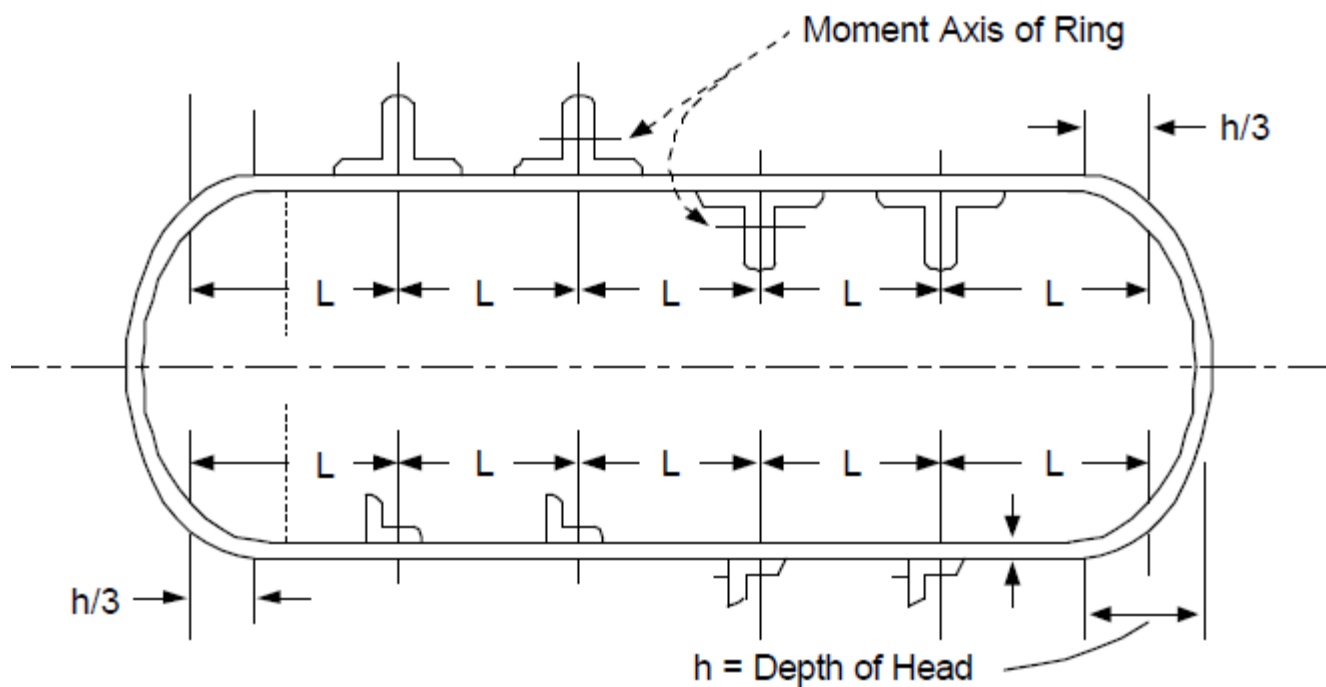 Moment Axis of Ring
h/3
L L L L L
L L L L L
h/3
h = Depth of Head